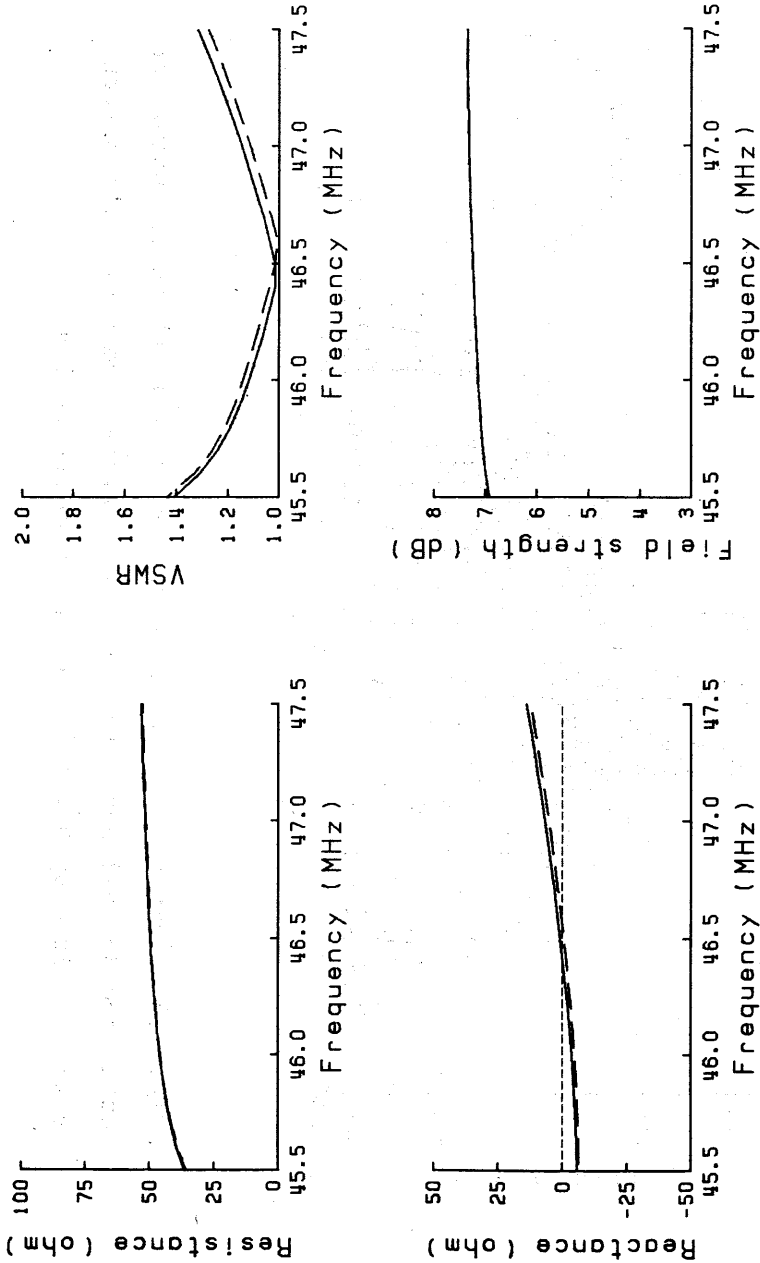 Resistance (ohm)
100
75
50
25
0
45.5 46.0 46.5 47.0 47.5
Frequency (MHz)
VSWR
2.0
1.8
1.6
1.4
1.2
1.0
45.5 46.0 46.5 47.0 47.5
Frequency (MHz)
Reactance (ohm)
50
25
0
-25
-50
45.5 46.0 46.5 47.0 47.5
Frequency (MHz)
Field strength (dB)
8
7
6
5
4
3
45.5 46.0 46.5 47.0 47.5
Frequency (MHz)